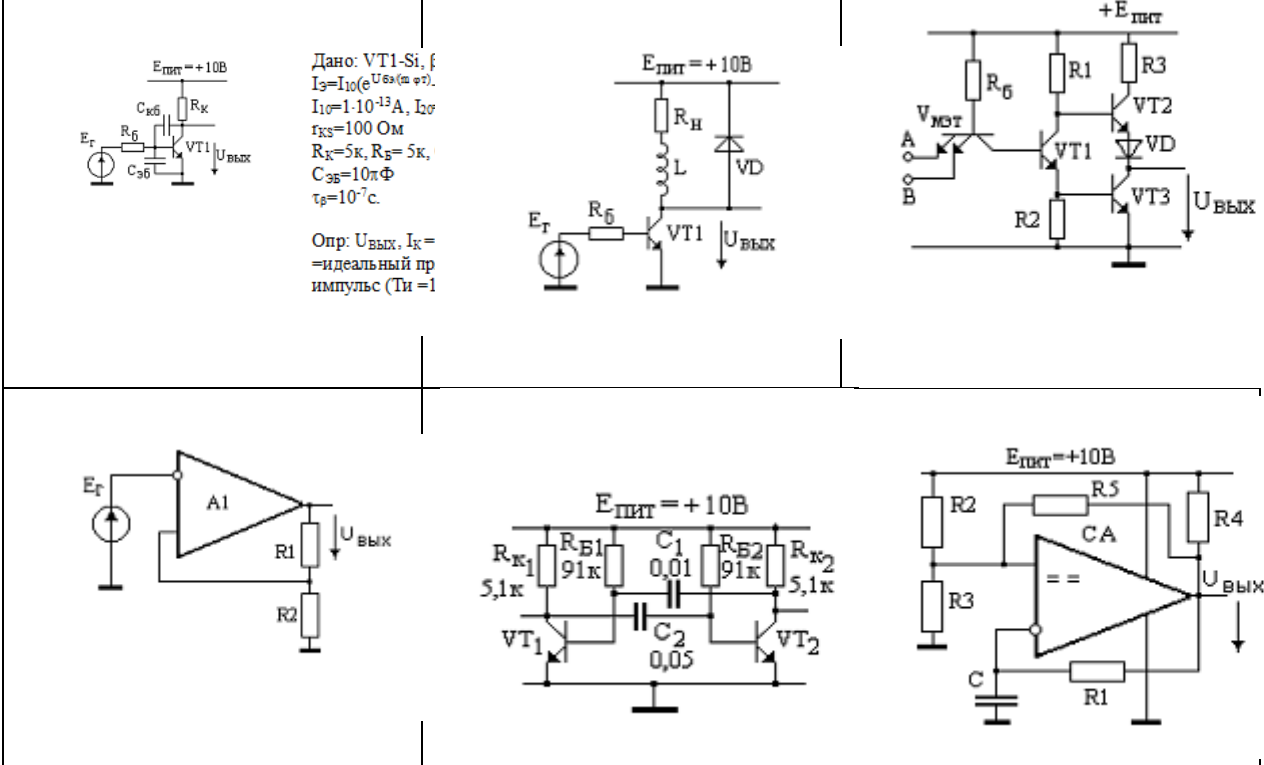 Eпит=+10В
Cкб
RК
Eг
Rб
VT1
Uвых
Cэб
Дано: VT1-Si, β
Iэ=I10(e^Uбэ/(m φт)-
I10=1·10^-13А, I20=
rKS=100 Ом
RК=5к, RБ= 5к,
CЭБ=10пФ
τβ=10^-7с.
Опр: UВЫХ, IК =
=идеальный пр
импульс (Ти =1
Eпит=+10В
RН
L
VD
Eг
Rб
VT1
Uвых
+Eпит
Rб
R1
R3
VT2
Vмэт
A
VT1
VD
B
R2
VT3
Uвых
EГ
A1
R1
Uвых
R2
Eпит=+10В
Rк1
5,1к
RБ1
91к
C1
0,01
RБ2
91к
Rк2
5,1к
VT1
C2
0,05
VT2
Eпит=+10В
R2
R5
R4
CA
= =
R3
Uвых
C
R1